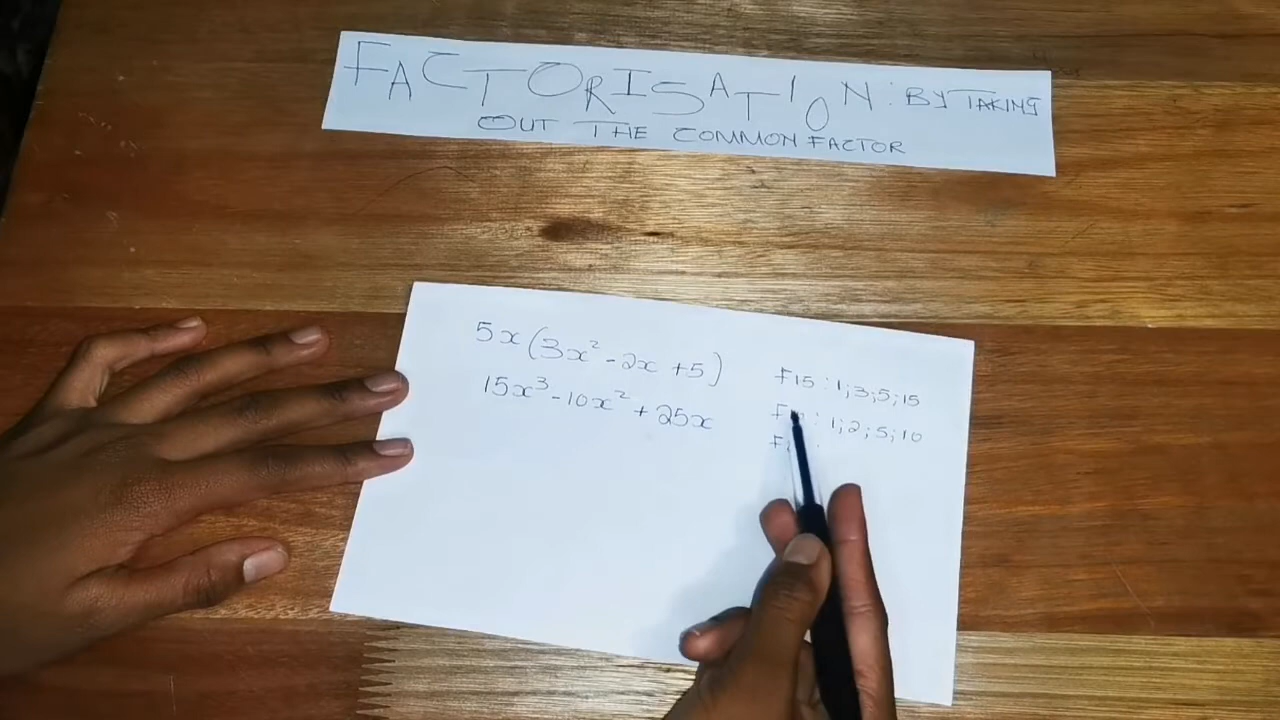 FACTORISATION: BY TAKING
OUT THE COMMON FACTOR
5x(3x² - 2x + 5)
15x³ - 10x² + 25x
F15 : 1;3;5;15
: 1;2;5;10